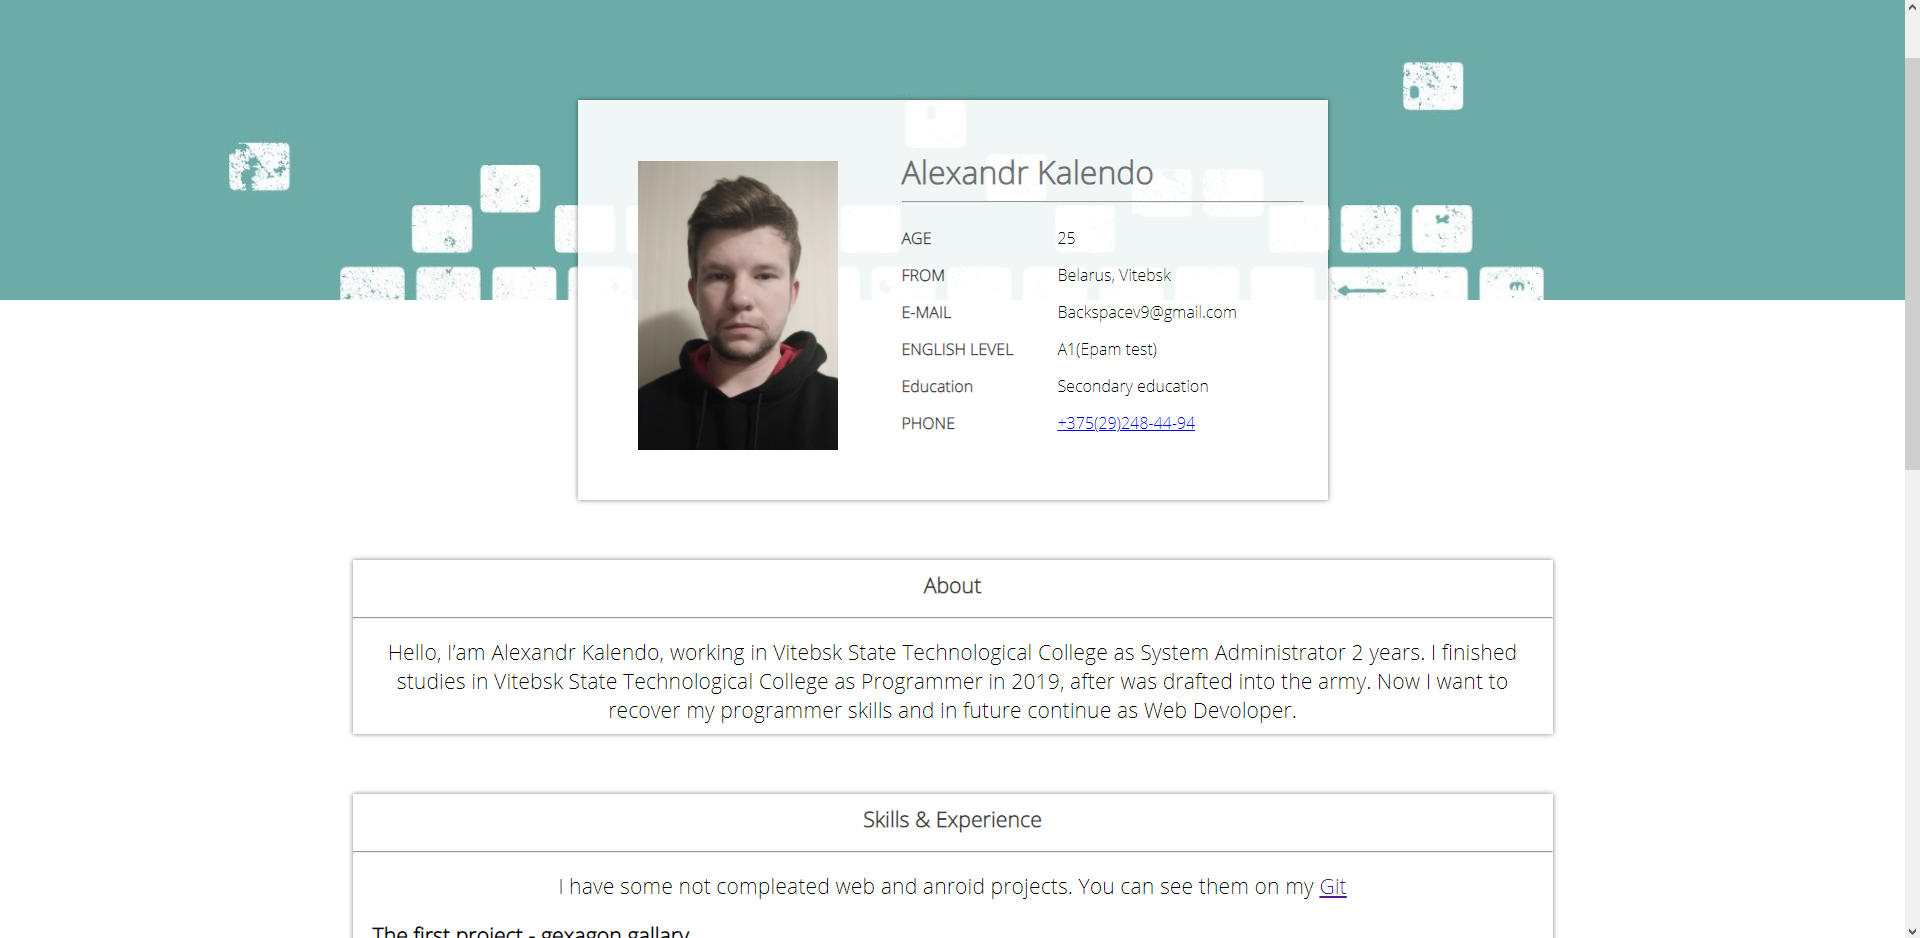 Alexandr Kalendo
AGE 25
FROM Belarus, Vitebsk
E-MAIL Backspacev9@gmail.com
ENGLISH LEVEL A1(Epam test)
Education Secondary education
PHONE +375(29)248-44-94
About
Hello, I’am Alexandr Kalendo, working in Vitebsk State Technological College as System Administrator 2 years. I finished
studies in Vitebsk State Technological College as Programmer in 2019, after was drafted into the army. Now I want to
recover my programmer skills and in future continue as Web Devoloper.
Skills & Experience
I have some not compleated web and anroid projects. You can see them on my Git
The first project - gexagon gallary